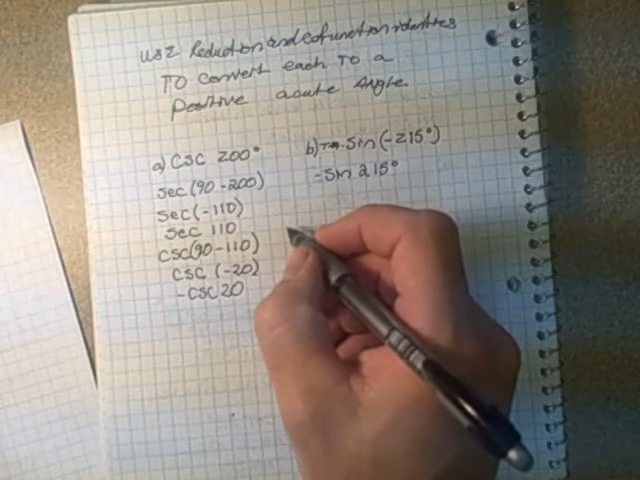 USE Reduction and cofunction identities
TO convert each TO a
Positive acute Angle
a) CSC 200°
sec(90-200)
sec(-110)
sec 110
csc(90-110)
csc (-20)
-csc 20
b) Sin(-215°)
-Sin 215°